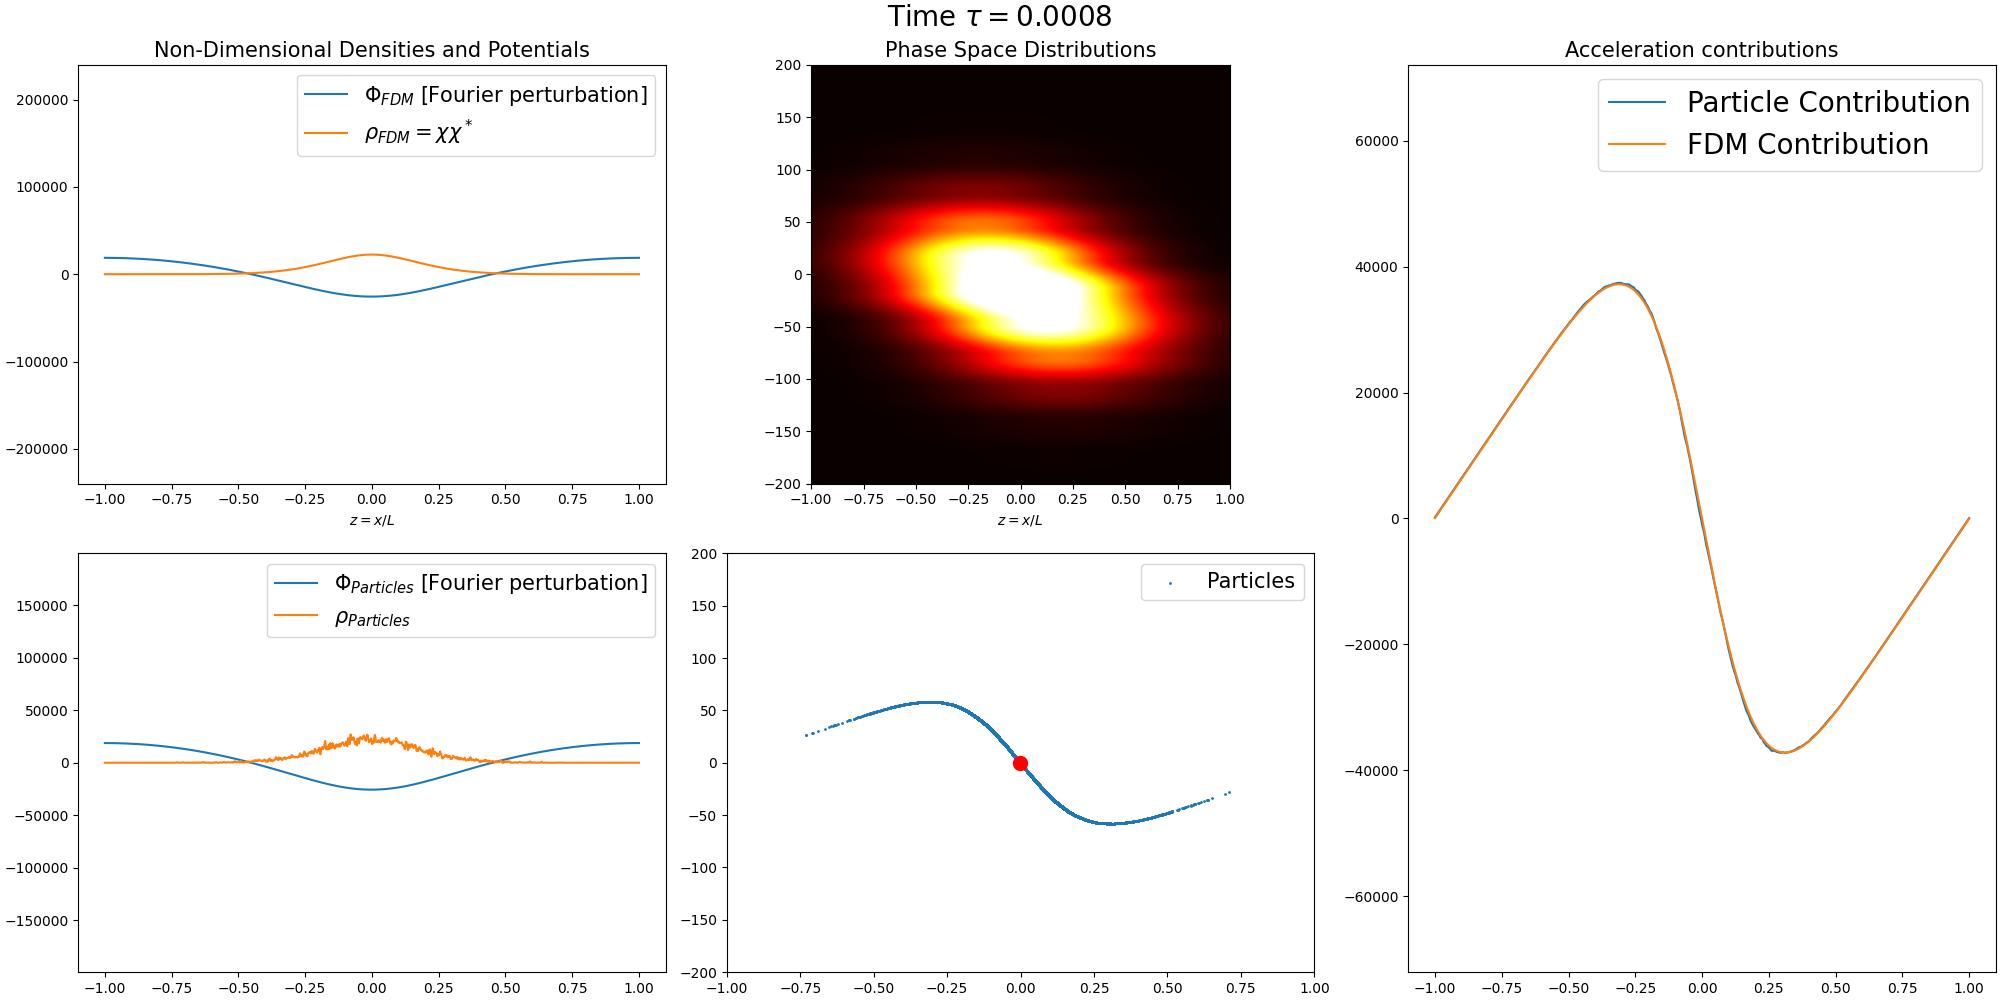 Time τ = 0.0008
Non-Dimensional Densities and Potentials
Φ_FDM [Fourier perturbation]
ρ_FDM = χχ*
200000
100000
0
−100000
−200000
−1.00 −0.75 −0.50 −0.25 0.00 0.25 0.50 0.75 1.00
z = x/L
Phase Space Distributions
200
150
100
50
0
−50
−100
−150
−200
−1.00 −0.75 −0.50 −0.25 0.00 0.25 0.50 0.75 1.00
z = x/L
Acceleration contributions
Particle Contribution
FDM Contribution
60000
40000
20000
0
−20000
−40000
−60000
−1.00 −0.75 −0.50 −0.25 0.00 0.25 0.50 0.75 1.00
Φ_Particles [Fourier perturbation]
ρ_Particles
150000
100000
50000
0
−50000
−100000
−150000
−1.00 −0.75 −0.50 −0.25 0.00 0.25 0.50 0.75 1.00
Particles
200
150
100
50
0
−50
−100
−150
−200
−1.00 −0.75 −0.50 −0.25 0.00 0.25 0.50 0.75 1.00